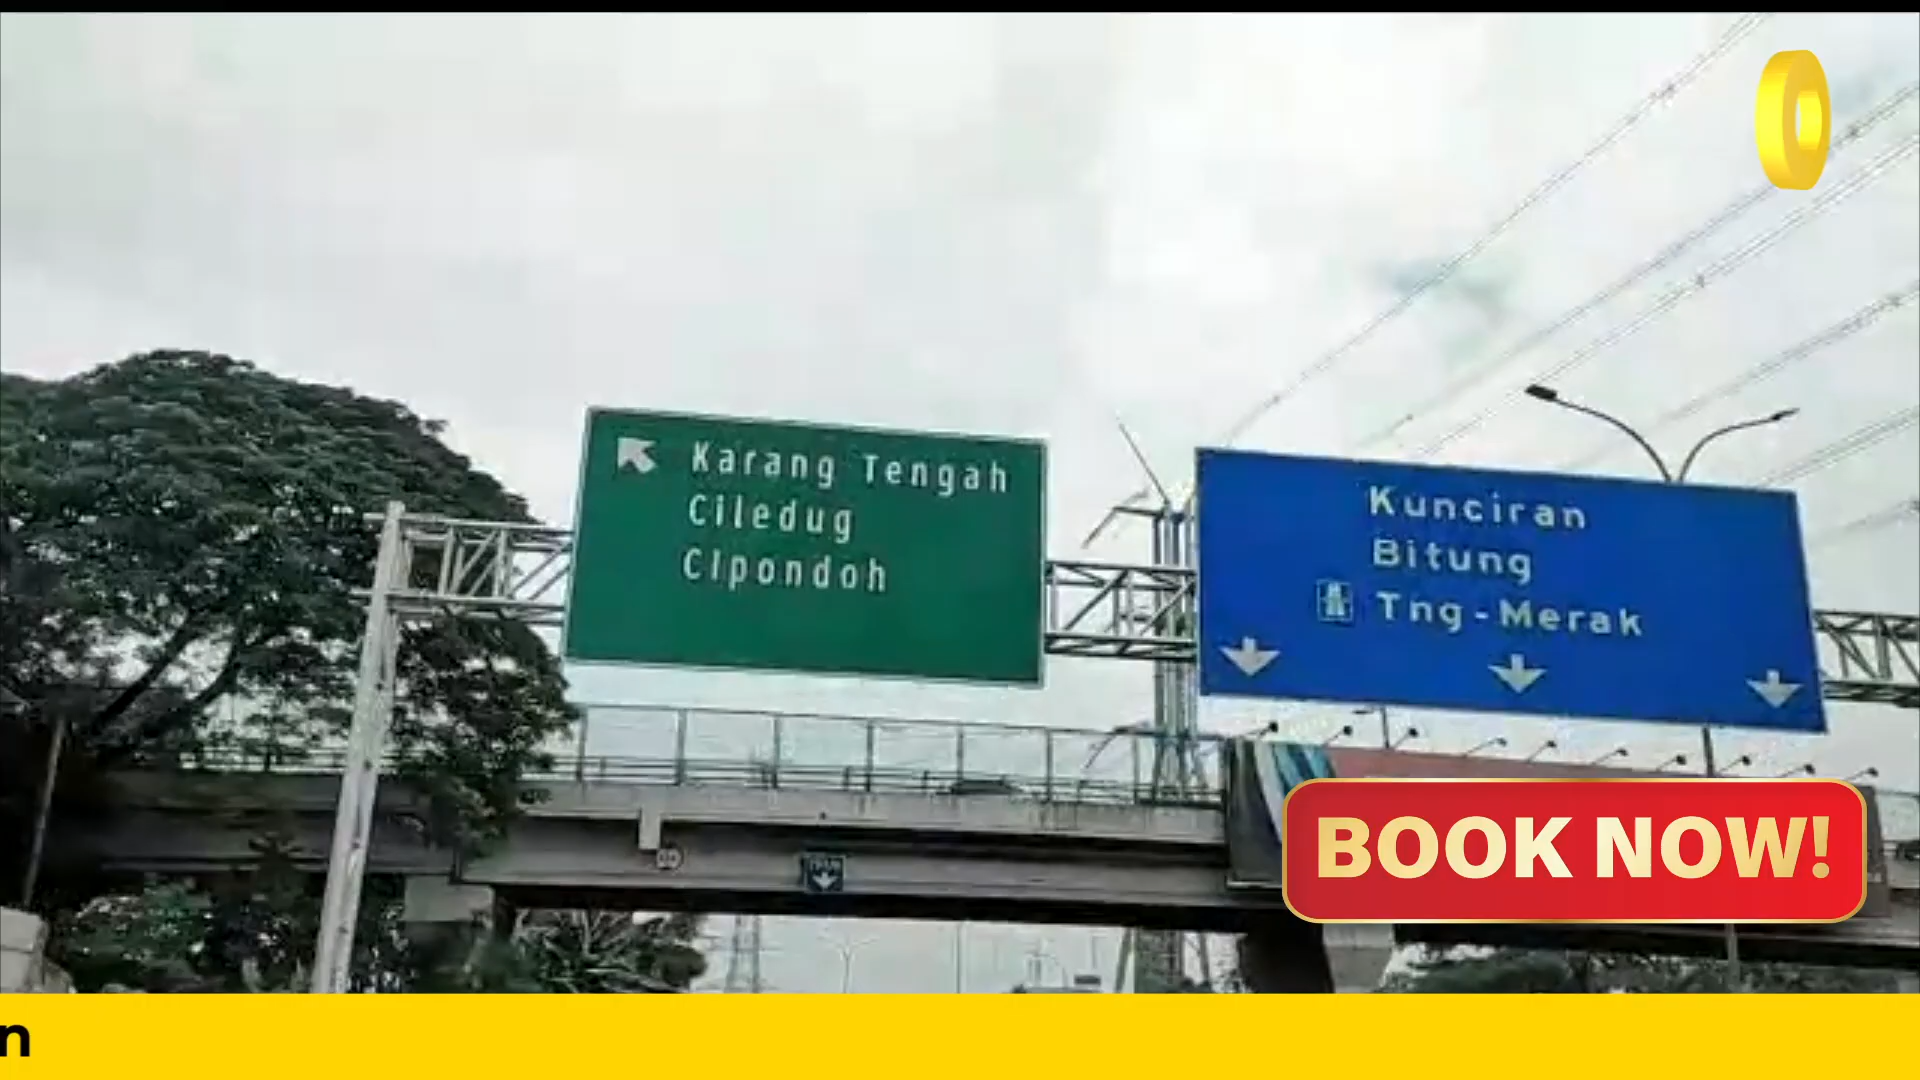 Karang Tengah
Ciledug
CIpondoh
Kunciran
Bitung
Tng-Merak
BOOK NOW!
n